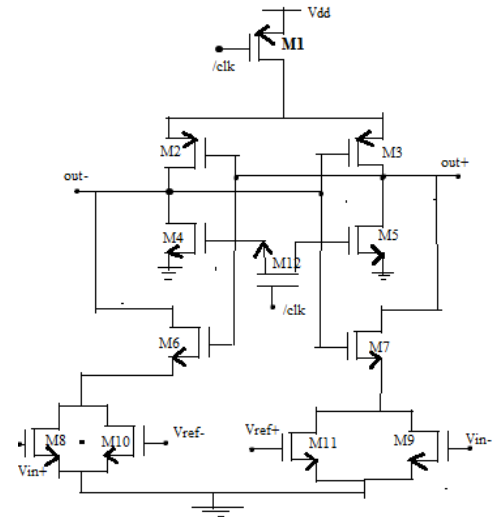 Vdd
M1
/clk
M2
M3
out-
out+
M4
M5
M12
/clk
M6
M7
M8
M10
Vref-
Vref+
M11
M9
Vin-
Vin+